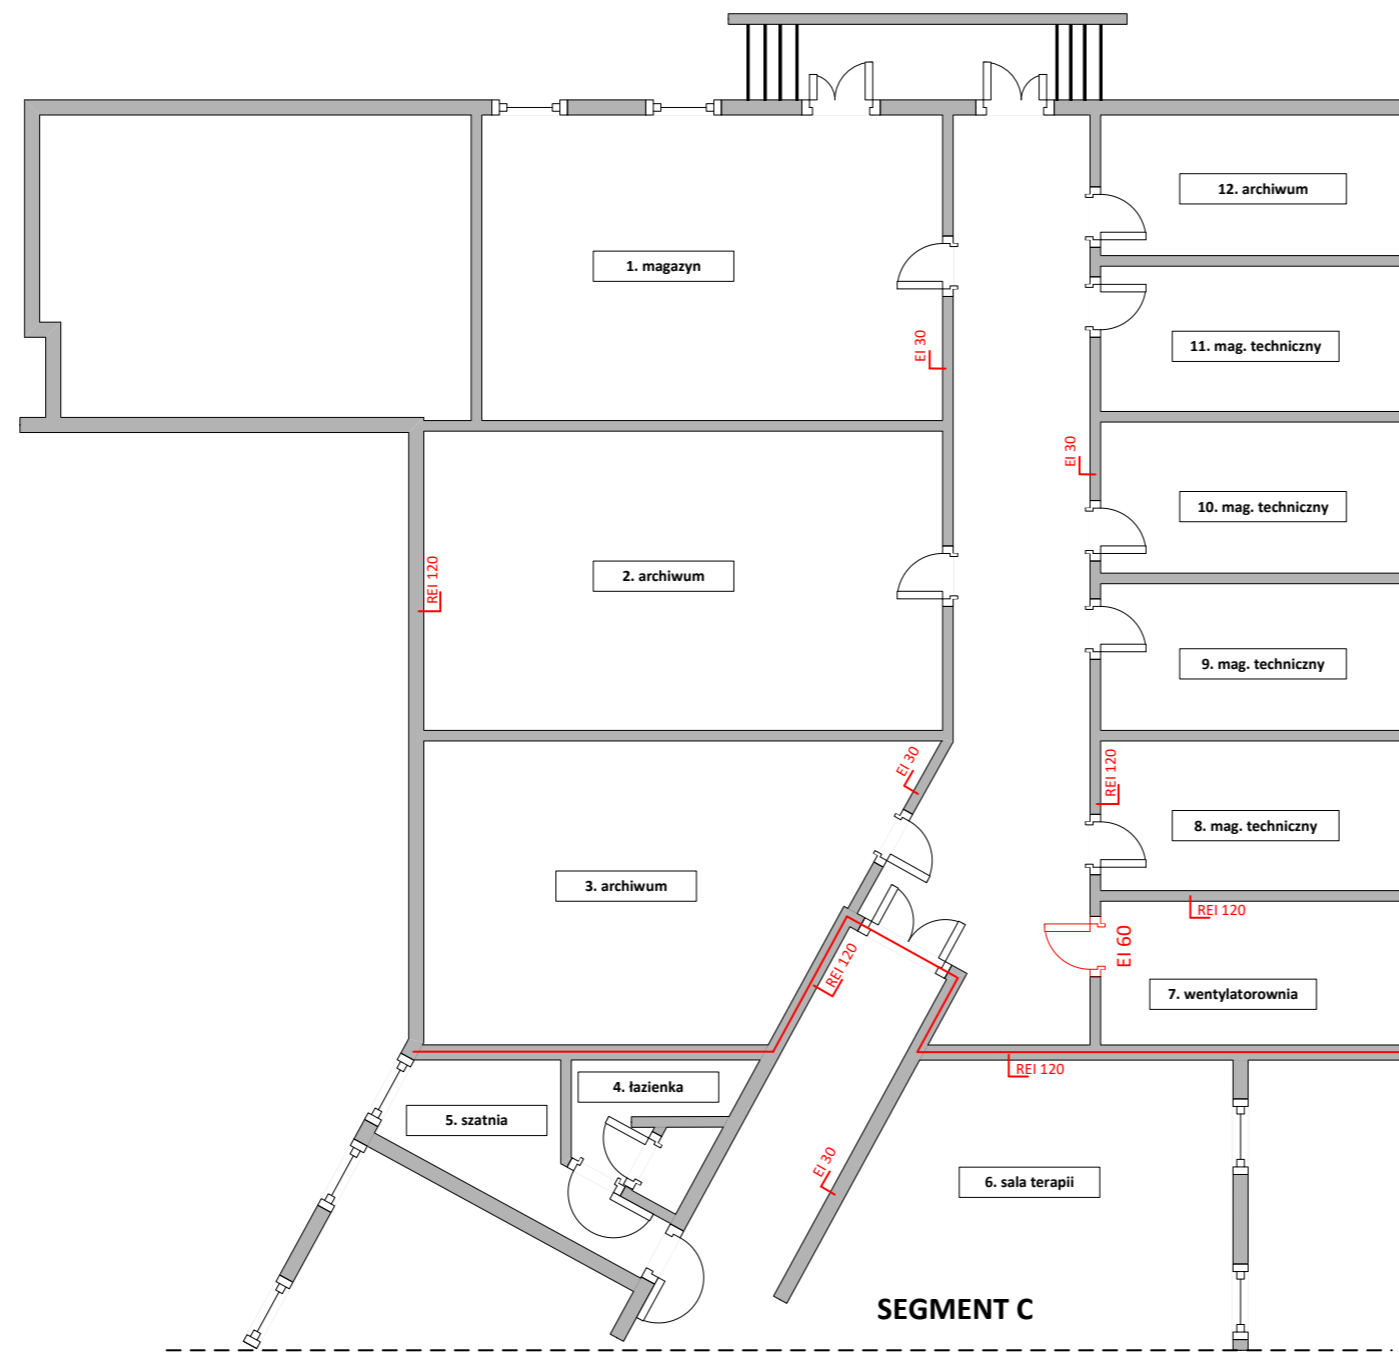 12. archiwum
1. magazyn
11. mag. techniczny
EI 30
EI 30
10. mag. techniczny
2. archiwum
REI 120
9. mag. techniczny
EI 30
REI 120
8. mag. techniczny
3. archiwum
REI 120
EI 60
REI 120
7. wentylatorownia
REI 120
4. łazienka
5. szatnia
EI 30
6. sala terapii
SEGMENT C